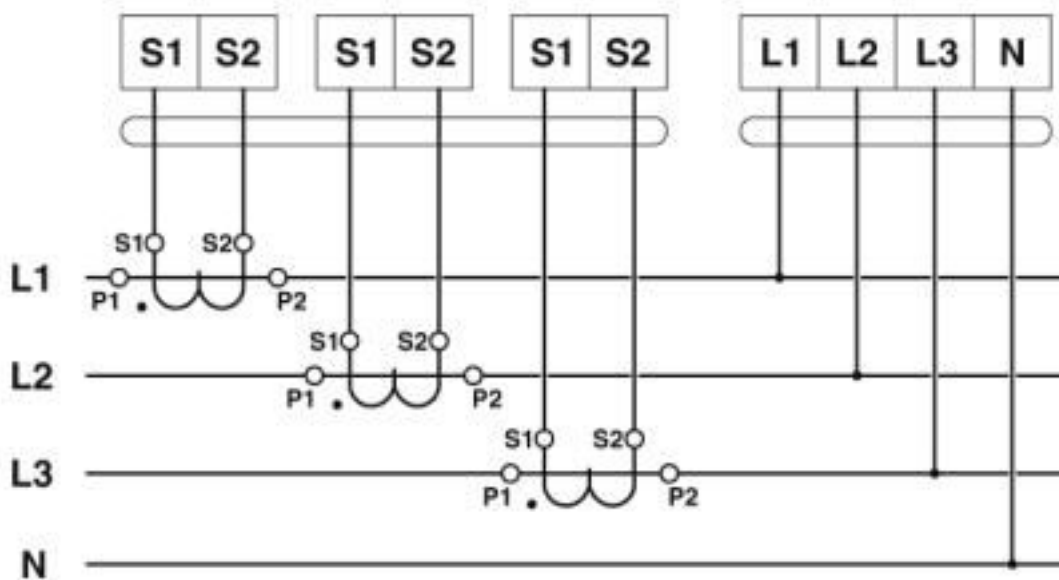 S1 S2 S1 S2 S1 S2 L1 L2 L3 N
S1 S2
L1
P1 P2
S1 S2
L2
P1 P2
S1 S2
L3
P1 P2
N